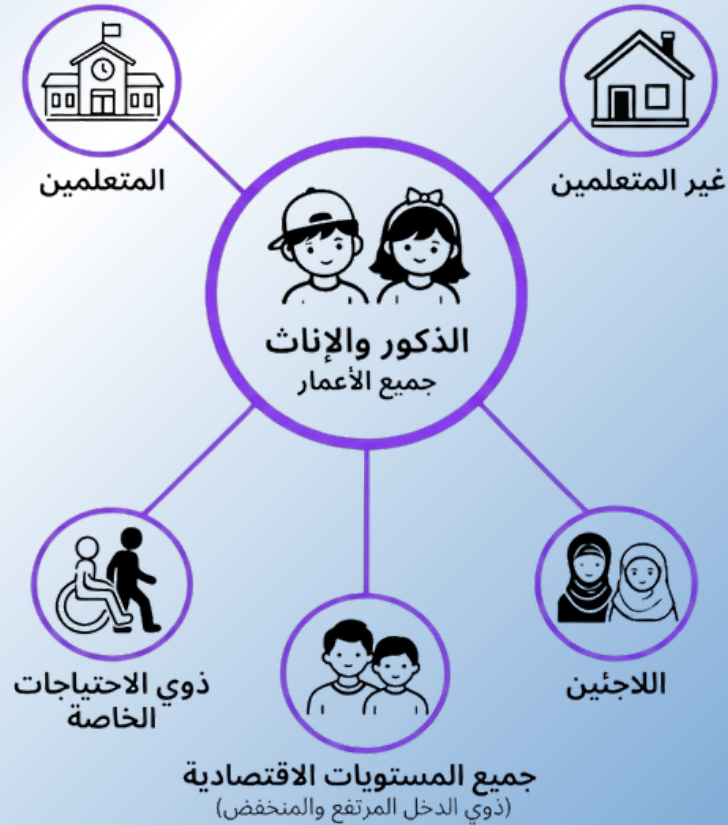 غير المتعلمين
المتعلمين
الذكور والإناث
جميع الأعمار
اللاجئين
ذوي الاحتياجات
الخاصة
جميع المستويات الاقتصادية
(ذوي الدخل المرتفع والمنخفض)